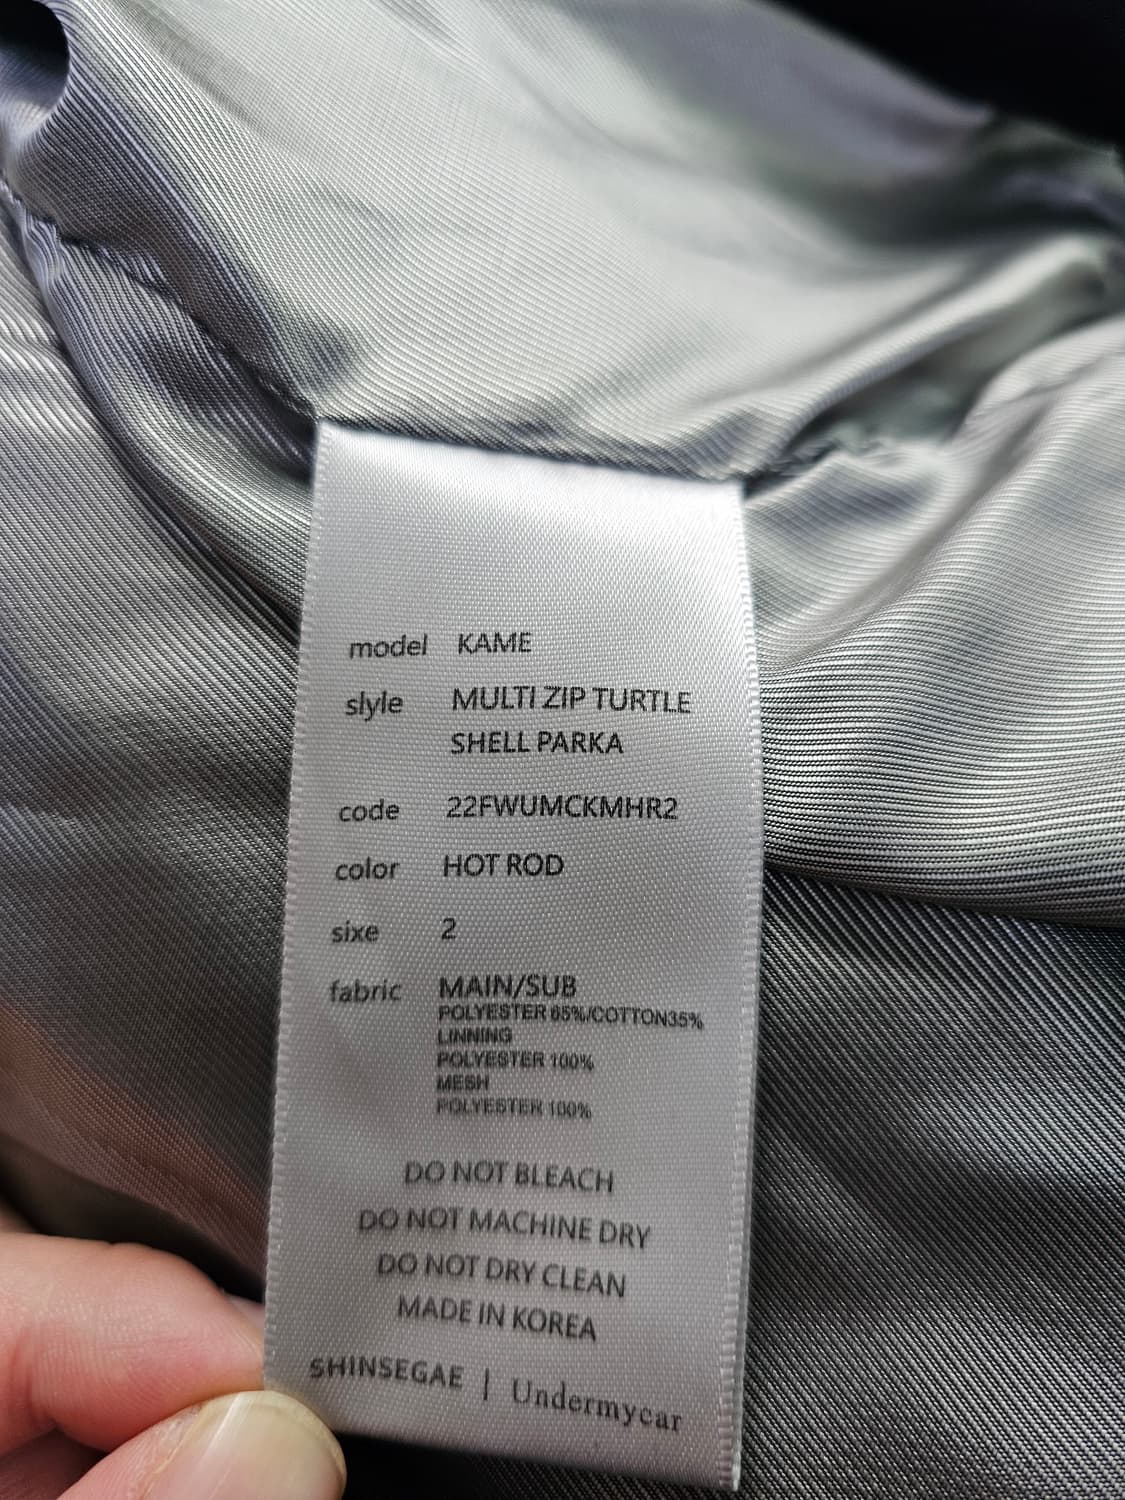 model KAME
slyle MULTI ZIP TURTLE
SHELL PARKA
code 22FWUMCKMHR2
color HOT ROD
sixe 2
fabric MAIN/SUB
POLYESTER 65%/COTTON35%
LINNING
POLYESTER 100%
MESH
POLYESTER 100%
DO NOT BLEACH
DO NOT MACHINE DRY
DO NOT DRY CLEAN
MADE IN KOREA
SHINSEGAE | Undermycar